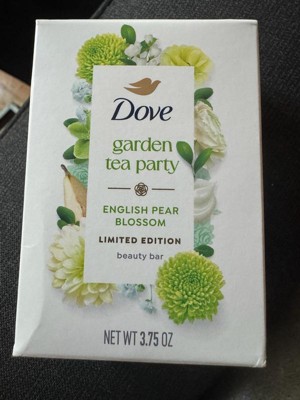 Dove
garden
tea party
ENGLISH PEAR
BLOSSOM
LIMITED EDITION
beauty bar
NET WT 3.75 OZ